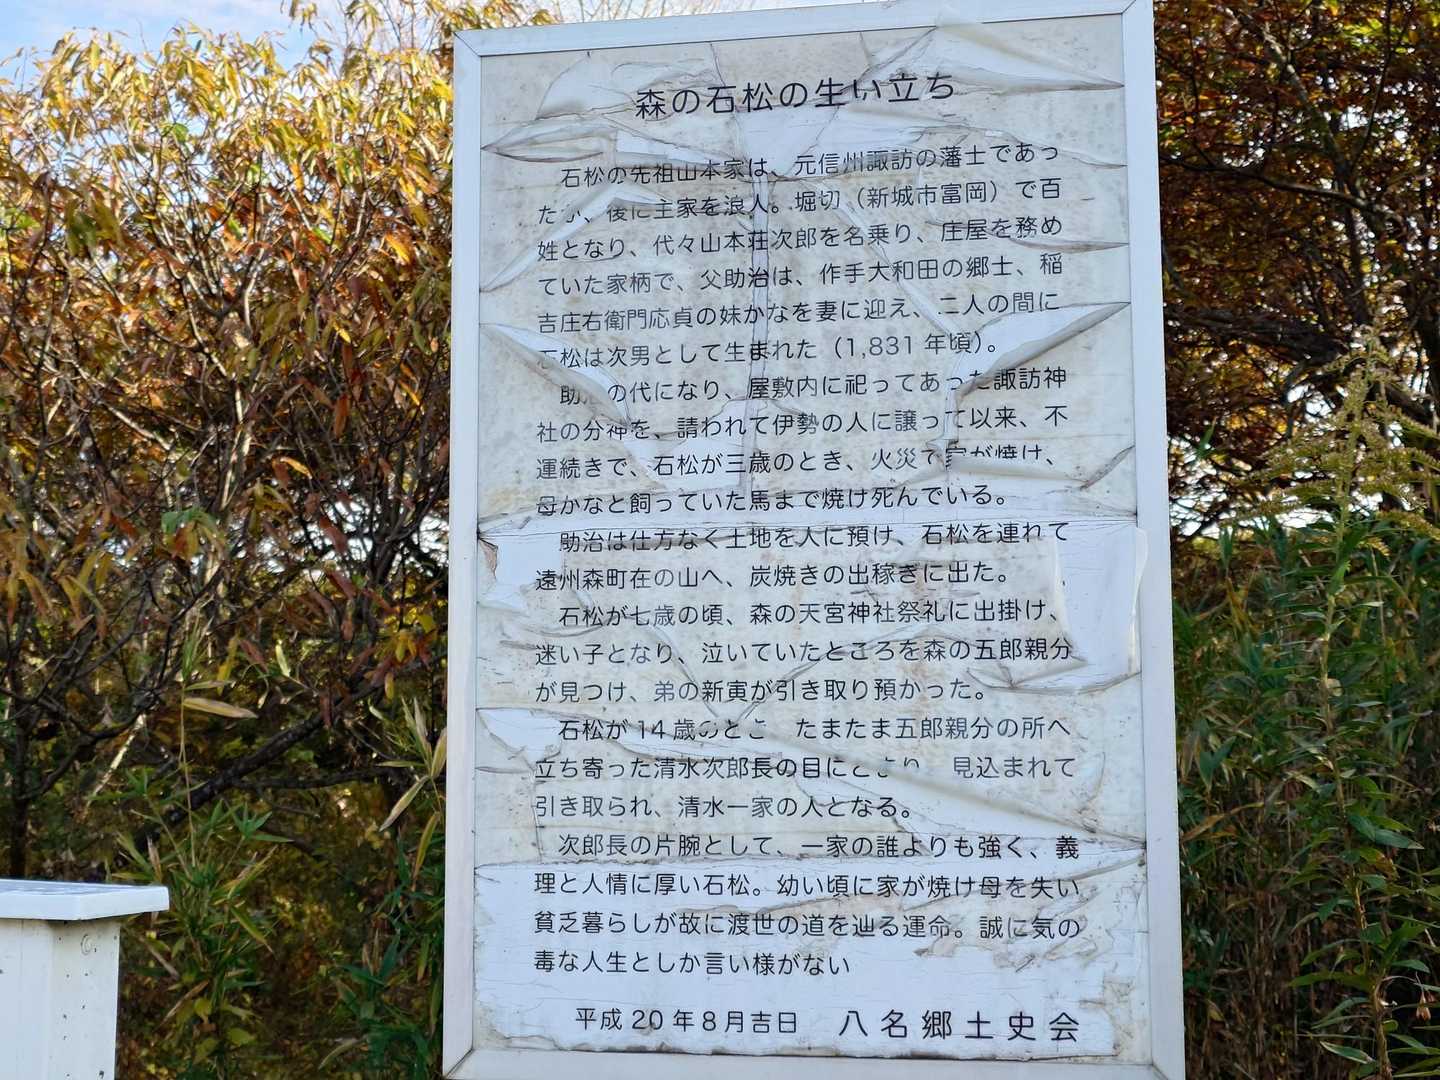 森の石松の生い立ち
石松の先祖山本家は、元信州諏訪の藩士であっ
たが、後に主家を浪人。堀切（新城市富岡）で百
姓となり、代々山本荘次郎を名乗り、庄屋を務め
ていた家柄で、父助治は、作手大和田の郷士、稲
吉庄右衛門応貞の妹かなを妻に迎え、二人の間に
石松は次男として生まれた（1,831年頃）。
助治の代になり、屋敷内に祀ってあった諏訪神
社の分神を、請われて伊勢の人に譲って以来、不
運続きで、石松が三歳のとき、火災で家が焼け、
母かなと飼っていた馬まで焼け死んでいる。
助治は仕方なく土地を人に預け、石松を連れて
遠州森町在の山へ、炭焼きの出稼ぎに出た。
石松が七歳の頃、森の天宮神社祭礼に出掛け、
迷い子となり、泣いていたところを森の五郎親分
が見つけ、弟の新寅が引き取り預かった。
石松が14歳のとき たまたま五郎親分の所へ
立ち寄った清水次郎長の目にとまり 見込まれて
引き取られ、清水一家の人となる。
次郎長の片腕として、一家の誰よりも強く、義
理と人情に厚い石松。幼い頃に家が焼け母を失い
貧乏暮らしが故に渡世の道を辿る運命。誠に気の
毒な人生としか言い様がない
平成20年8月吉日 八名郷土史会